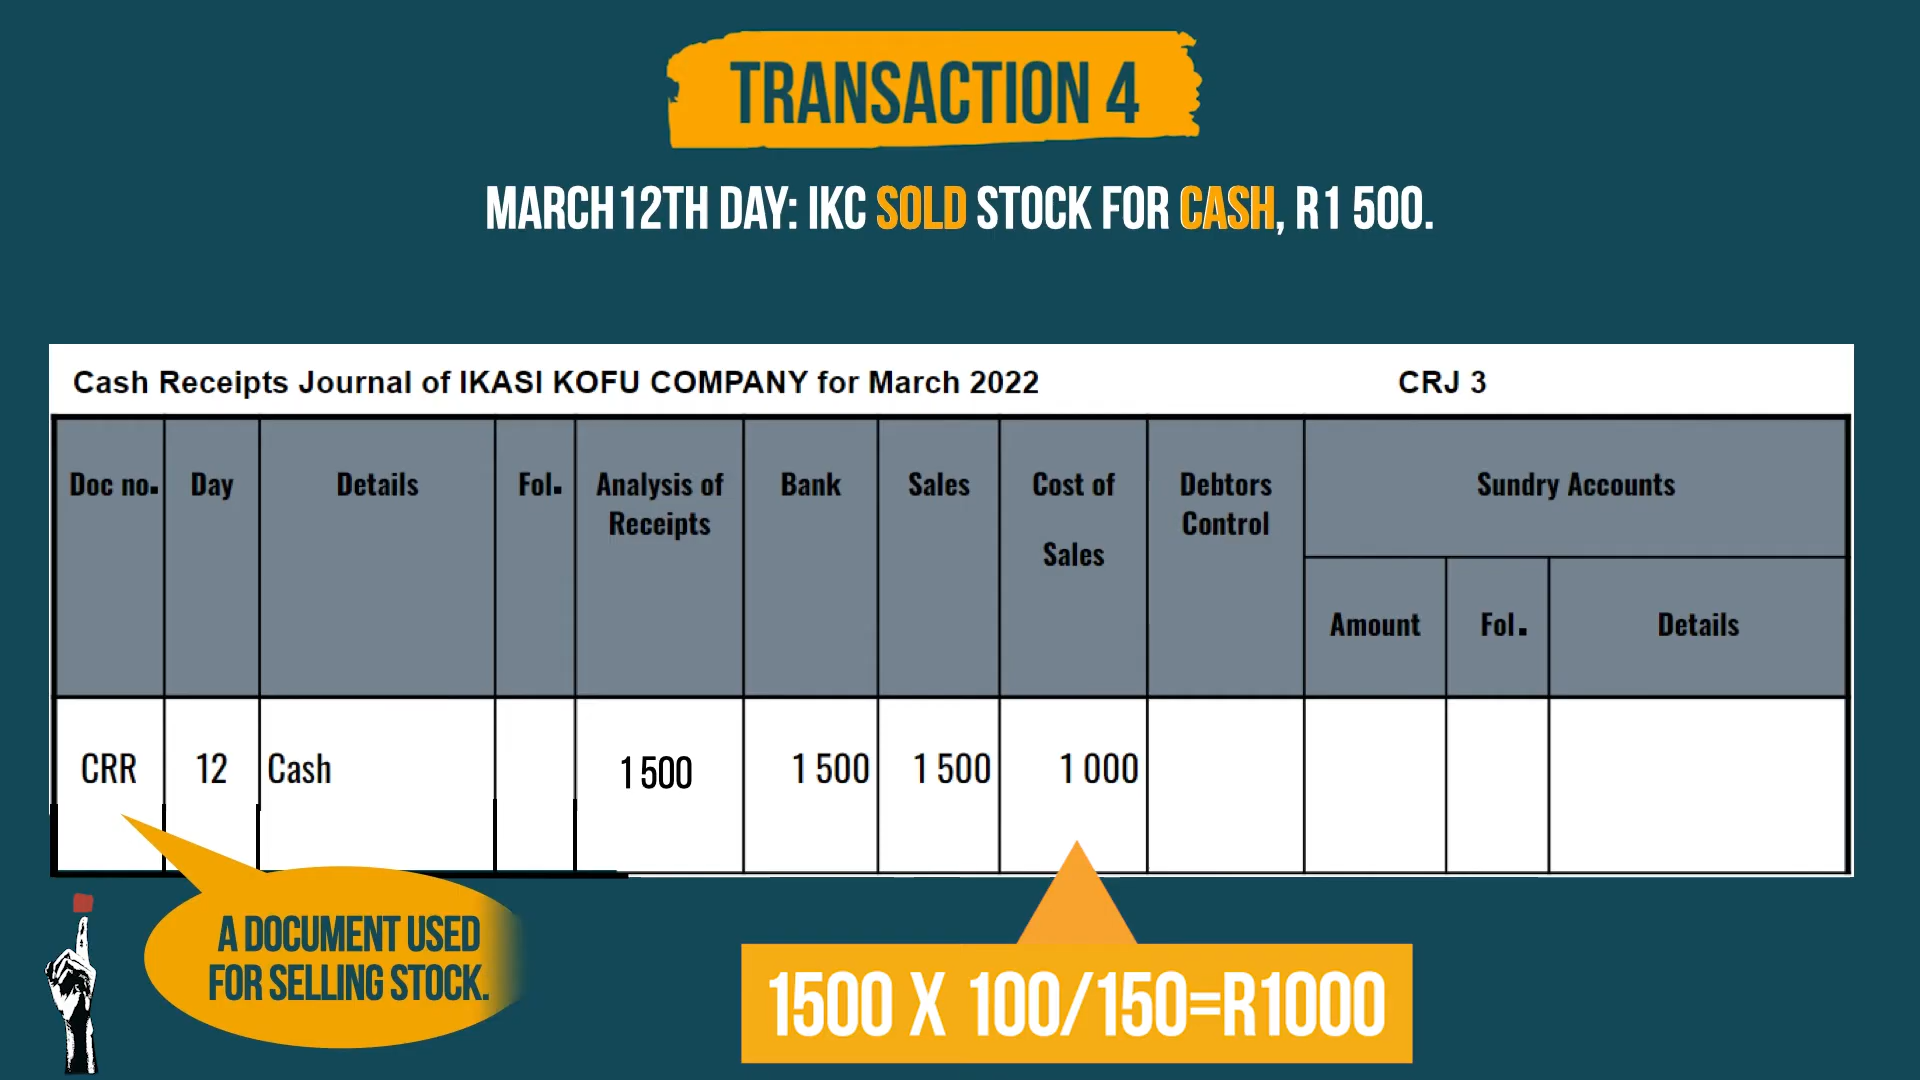 TRANSACTION 4
MARCH 12TH DAY: IKC SOLD STOCK FOR CASH, R1 500.
Cash Receipts Journal of IKASI KOFU COMPANY for March 2022 CRJ 3
Doc no. Day Details Fol. Analysis of Receipts Bank Sales Cost of Sales Debtors Control Sundry Accounts
Amount Fol. Details
CRR 12 Cash 1 500 1 500 1 500 1 000
A DOCUMENT USED
FOR SELLING STOCK.
1500 X 100/150=R1000